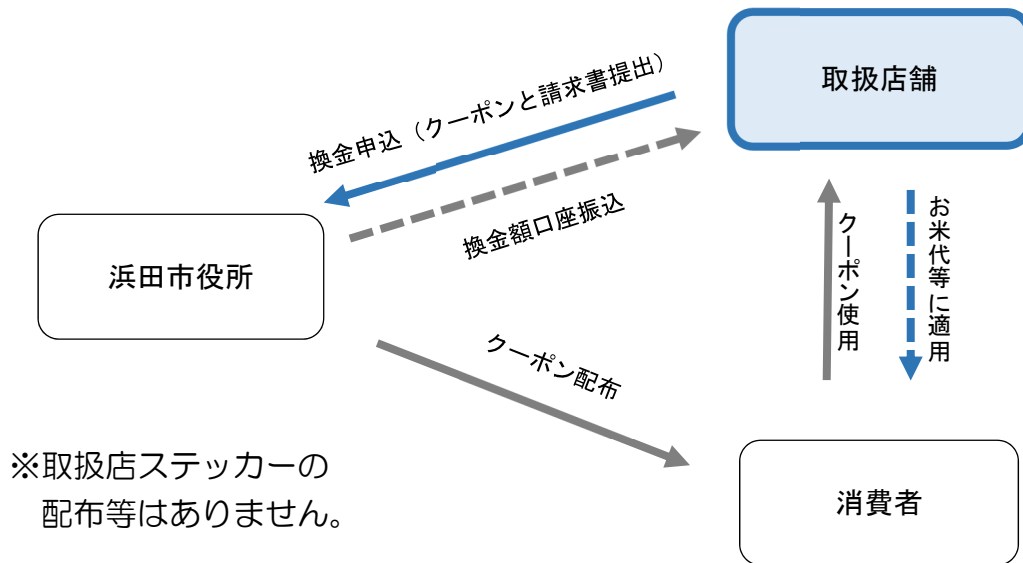 取扱店舗
換金申込（クーポンと請求書提出）
換金額口座振込
浜田市役所
クーポン使用
お米代等に適用
クーポン配布
※取扱店ステッカーの
配布等はありません。
消費者